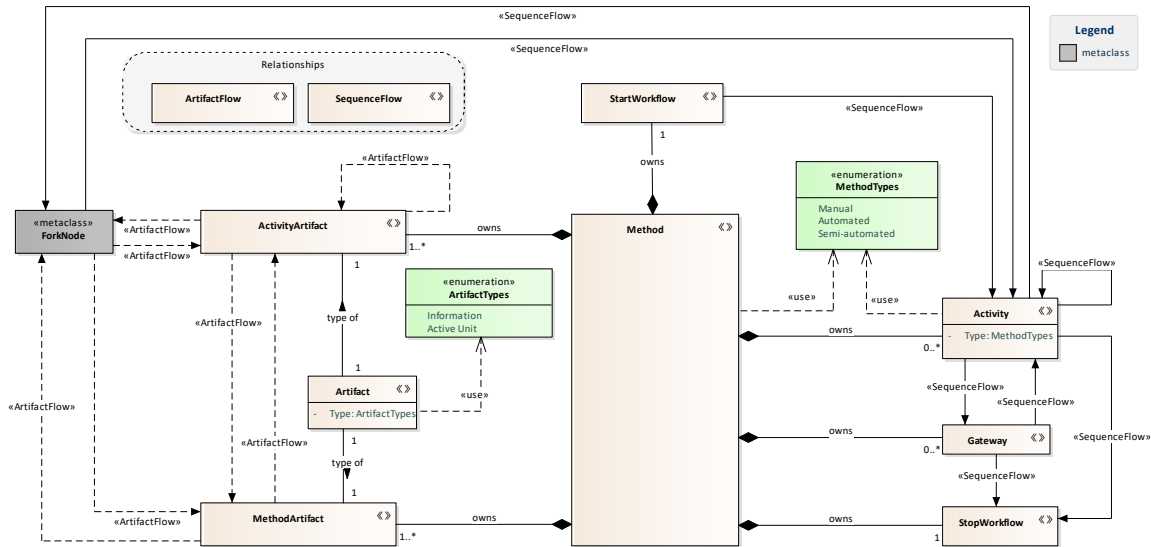 «SequenceFlow»
Legend
metaclass
«SequenceFlow»
Relationships
ArtifactFlow
SequenceFlow
StartWorkflow
«SequenceFlow»
1
owns
«ArtifactFlow»
«enumeration»
MethodTypes
Manual
Automated
Semi-automated
«metaclass»
ForkNode
«ArtifactFlow»
«ArtifactFlow»
ActivityArtifact
1..*
owns
1
Method
«SequenceFlow»
«enumeration»
ArtifactTypes
Information
Active Unit
«use»
«use»
Activity
- Type: MethodTypes
owns
0..*
«ArtifactFlow»
type of
1
Artifact
- Type: ArtifactTypes
«use»
«SequenceFlow»
«SequenceFlow»
«ArtifactFlow»
«ArtifactFlow»
1
type of
1
owns
0..*
Gateway
«SequenceFlow»
«SequenceFlow»
«ArtifactFlow»
MethodArtifact
1..*
owns
owns
1
StopWorkflow